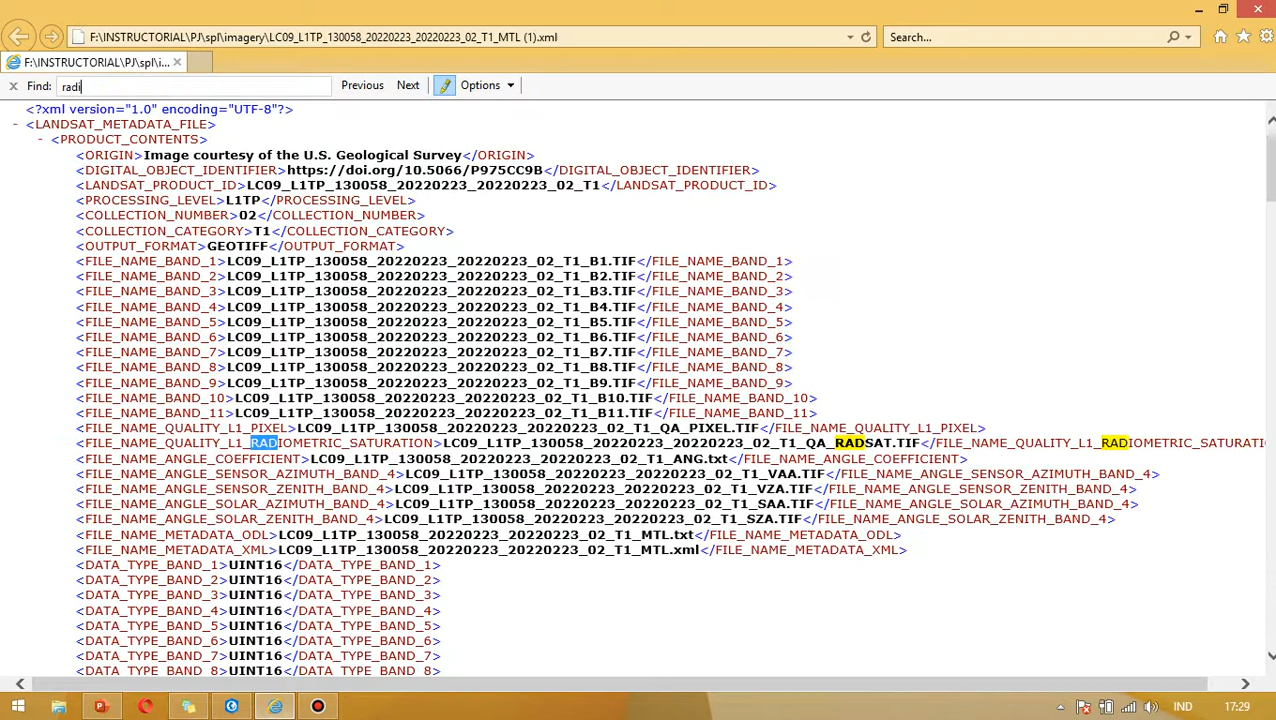 F:\INSTRUCTORIAL\PJ\spl\imagery\LC09_L1TP_130058_20220223_20220223_02_T1_MTL (1).xml
Search...
F:\INSTRUCTORIAL\PJ\spl\i...
Find: radi Previous Next Options
<?xml version="1.0" encoding="UTF-8"?>
- <LANDSAT_METADATA_FILE>
- <PRODUCT_CONTENTS>
<ORIGIN>Image courtesy of the U.S. Geological Survey</ORIGIN>
<DIGITAL_OBJECT_IDENTIFIER>https://doi.org/10.5066/P975CC9B</DIGITAL_OBJECT_IDENTIFIER>
<LANDSAT_PRODUCT_ID>LC09_L1TP_130058_20220223_20220223_02_T1</LANDSAT_PRODUCT_ID>
<PROCESSING_LEVEL>L1TP</PROCESSING_LEVEL>
<COLLECTION_NUMBER>02</COLLECTION_NUMBER>
<COLLECTION_CATEGORY>T1</COLLECTION_CATEGORY>
<OUTPUT_FORMAT>GEOTIFF</OUTPUT_FORMAT>
<FILE_NAME_BAND_1>LC09_L1TP_130058_20220223_20220223_02_T1_B1.TIF</FILE_NAME_BAND_1>
<FILE_NAME_BAND_2>LC09_L1TP_130058_20220223_20220223_02_T1_B2.TIF</FILE_NAME_BAND_2>
<FILE_NAME_BAND_3>LC09_L1TP_130058_20220223_20220223_02_T1_B3.TIF</FILE_NAME_BAND_3>
<FILE_NAME_BAND_4>LC09_L1TP_130058_20220223_20220223_02_T1_B4.TIF</FILE_NAME_BAND_4>
<FILE_NAME_BAND_5>LC09_L1TP_130058_20220223_20220223_02_T1_B5.TIF</FILE_NAME_BAND_5>
<FILE_NAME_BAND_6>LC09_L1TP_130058_20220223_20220223_02_T1_B6.TIF</FILE_NAME_BAND_6>
<FILE_NAME_BAND_7>LC09_L1TP_130058_20220223_20220223_02_T1_B7.TIF</FILE_NAME_BAND_7>
<FILE_NAME_BAND_8>LC09_L1TP_130058_20220223_20220223_02_T1_B8.TIF</FILE_NAME_BAND_8>
<FILE_NAME_BAND_9>LC09_L1TP_130058_20220223_20220223_02_T1_B9.TIF</FILE_NAME_BAND_9>
<FILE_NAME_BAND_10>LC09_L1TP_130058_20220223_20220223_02_T1_B10.TIF</FILE_NAME_BAND_10>
<FILE_NAME_BAND_11>LC09_L1TP_130058_20220223_20220223_02_T1_B11.TIF</FILE_NAME_BAND_11>
<FILE_NAME_QUALITY_L1_PIXEL>LC09_L1TP_130058_20220223_20220223_02_T1_QA_PIXEL.TIF</FILE_NAME_QUALITY_L1_PIXEL>
<FILE_NAME_QUALITY_L1_RADIOMETRIC_SATURATION>LC09_L1TP_130058_20220223_20220223_02_T1_QA_RADSAT.TIF</FILE_NAME_QUALITY_L1_RADIOMETRIC_SATURATIO
<FILE_NAME_ANGLE_COEFFICIENT>LC09_L1TP_130058_20220223_20220223_02_T1_ANG.txt</FILE_NAME_ANGLE_COEFFICIENT>
<FILE_NAME_ANGLE_SENSOR_AZIMUTH_BAND_4>LC09_L1TP_130058_20220223_20220223_02_T1_VAA.TIF</FILE_NAME_ANGLE_SENSOR_AZIMUTH_BAND_4>
<FILE_NAME_ANGLE_SENSOR_ZENITH_BAND_4>LC09_L1TP_130058_20220223_20220223_02_T1_VZA.TIF</FILE_NAME_ANGLE_SENSOR_ZENITH_BAND_4>
<FILE_NAME_ANGLE_SOLAR_AZIMUTH_BAND_4>LC09_L1TP_130058_20220223_20220223_02_T1_SAA.TIF</FILE_NAME_ANGLE_SOLAR_AZIMUTH_BAND_4>
<FILE_NAME_ANGLE_SOLAR_ZENITH_BAND_4>LC09_L1TP_130058_20220223_20220223_02_T1_SZA.TIF</FILE_NAME_ANGLE_SOLAR_ZENITH_BAND_4>
<FILE_NAME_METADATA_ODL>LC09_L1TP_130058_20220223_20220223_02_T1_MTL.txt</FILE_NAME_METADATA_ODL>
<FILE_NAME_METADATA_XML>LC09_L1TP_130058_20220223_20220223_02_T1_MTL.xml</FILE_NAME_METADATA_XML>
<DATA_TYPE_BAND_1>UINT16</DATA_TYPE_BAND_1>
<DATA_TYPE_BAND_2>UINT16</DATA_TYPE_BAND_2>
<DATA_TYPE_BAND_3>UINT16</DATA_TYPE_BAND_3>
<DATA_TYPE_BAND_4>UINT16</DATA_TYPE_BAND_4>
<DATA_TYPE_BAND_5>UINT16</DATA_TYPE_BAND_5>
<DATA_TYPE_BAND_6>UINT16</DATA_TYPE_BAND_6>
<DATA_TYPE_BAND_7>UINT16</DATA_TYPE_BAND_7>
<DATA_TYPE_BAND_8>UINT16</DATA_TYPE_BAND_8>
IND 17:29